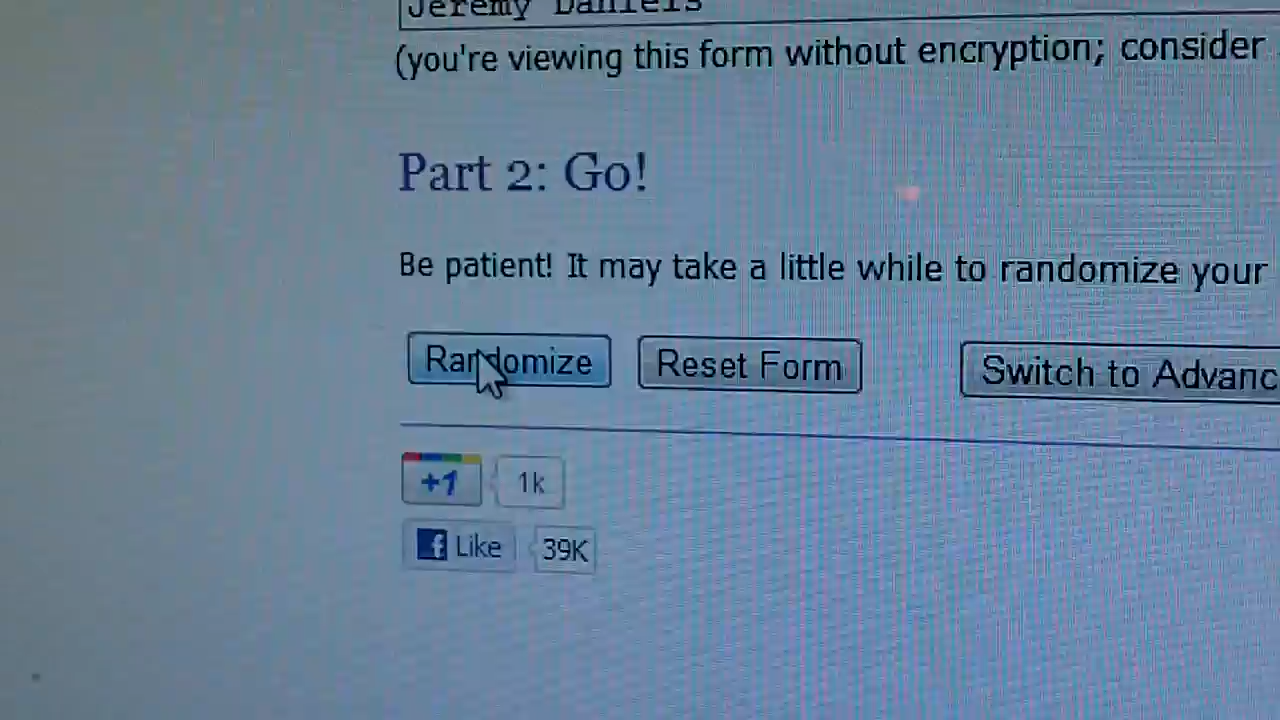 Jeremy Daniels
(you're viewing this form without encryption; consider
Part 2: Go!
Be patient! It may take a little while to randomize your
Randomize Reset Form Switch to Advanc
+1 1k
Like 39K